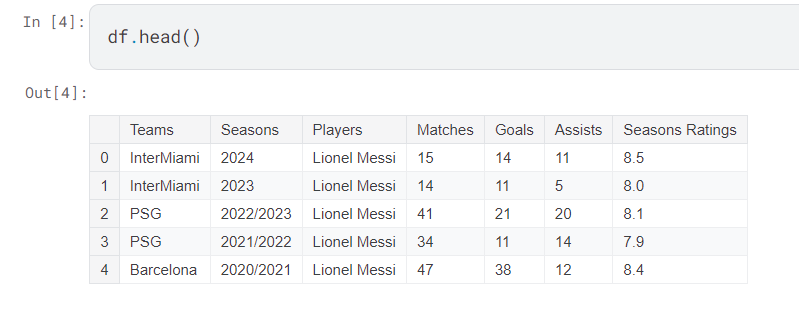 In [4]:
df.head()
Out[4]:
Teams Seasons Players Matches Goals Assists Seasons Ratings
0 InterMiami 2024 Lionel Messi 15 14 11 8.5
1 InterMiami 2023 Lionel Messi 14 11 5 8.0
2 PSG 2022/2023 Lionel Messi 41 21 20 8.1
3 PSG 2021/2022 Lionel Messi 34 11 14 7.9
4 Barcelona 2020/2021 Lionel Messi 47 38 12 8.4